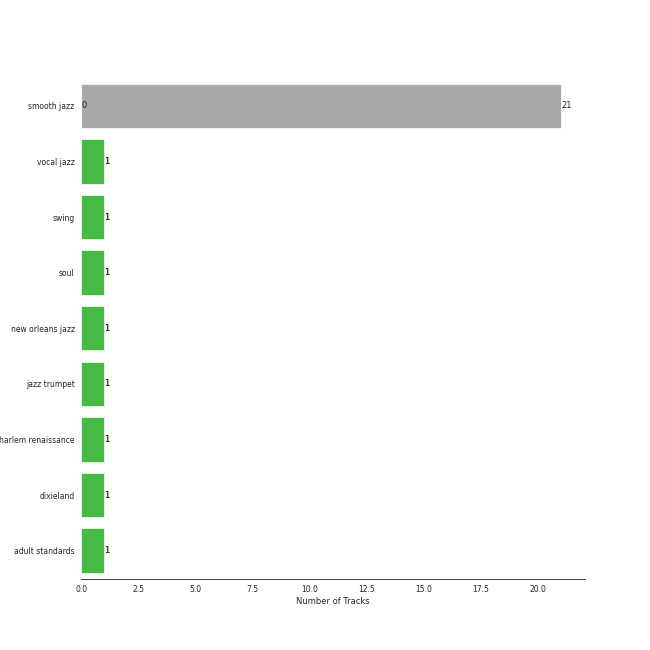 smooth jazz 0 21
vocal jazz 1
swing 1
soul 1
new orleans jazz 1
jazz trumpet 1
harlem renaissance 1
dixieland 1
adult standards 1
0.0 2.5 5.0 7.5 10.0 12.5 15.0 17.5 20.0
Number of Tracks